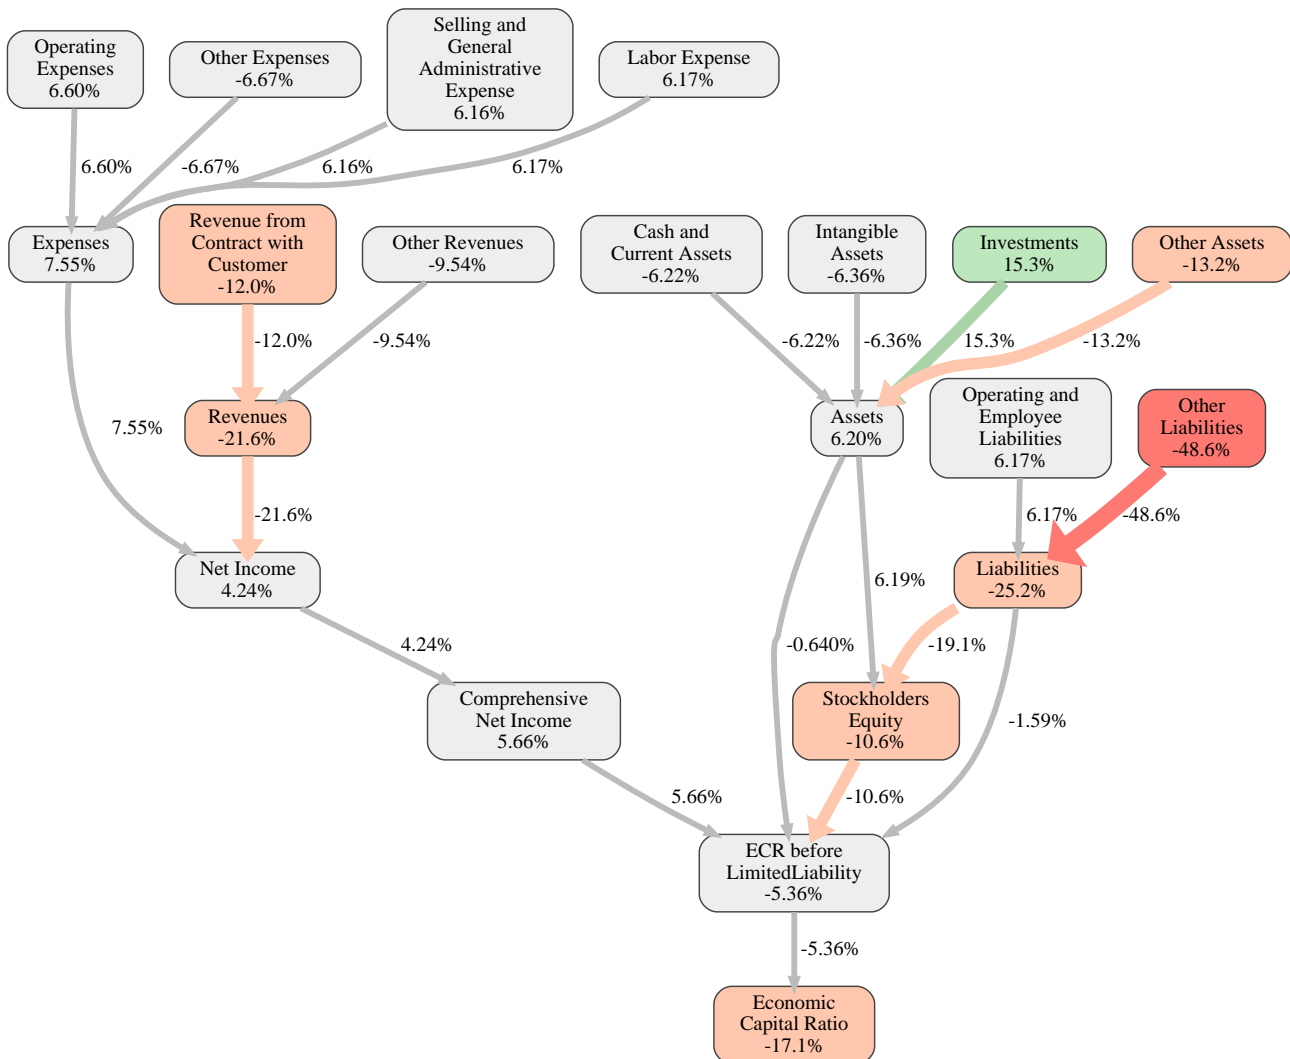 Operating
Expenses
6.60%
Other Expenses
-6.67%
Selling and
General
Administrative
Expense
6.16%
Labor Expense
6.17%
6.60%
-6.67%
6.16%
6.17%
Expenses
7.55%
Revenue from
Contract with
Customer
-12.0%
Other Revenues
-9.54%
Cash and
Current Assets
-6.22%
Intangible
Assets
-6.36%
Investments
15.3%
Other Assets
-13.2%
-12.0%
-9.54%
-6.22%
-6.36%
15.3%
-13.2%
7.55%
Revenues
-21.6%
Assets
6.20%
Operating and
Employee
Liabilities
6.17%
Other
Liabilities
-48.6%
-21.6%
6.17%
-48.6%
Net Income
4.24%
6.19%
Liabilities
-25.2%
4.24%
-0.640%
-19.1%
Comprehensive
Net Income
5.66%
Stockholders
Equity
-10.6%
-1.59%
5.66%
-10.6%
ECR before
LimitedLiability
-5.36%
-5.36%
Economic
Capital Ratio
-17.1%